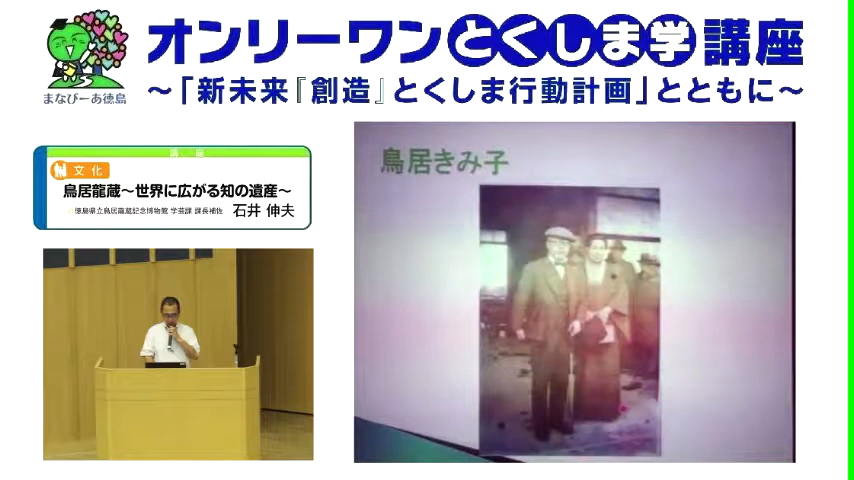 オンリーワンとくしま学講座
まなびーあ徳島
～「新未来『創造』とくしま行動計画」とともに～
講 座
文 化
鳥居龍蔵～世界に広がる知の遺産～
徳島県立鳥居龍蔵記念博物館 学芸課 課長補佐 石井 伸夫
鳥居きみ子